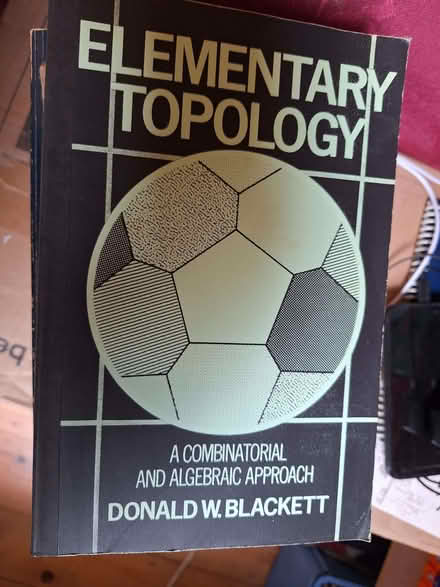 ELEMENTARY
TOPOLOGY
A COMBINATORIAL
AND ALGEBRAIC APPROACH
DONALD W. BLACKETT